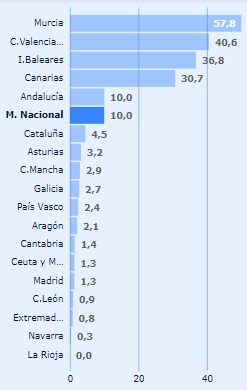 Murcia 57,8
C.Valencia... 40,6
I.Baleares 36,8
Canarias 30,7
Andalucía 10,0
M. Nacional 10,0
Cataluña 4,5
Asturias 3,2
C.Mancha 2,9
Galicia 2,7
País Vasco 2,4
Aragón 2,1
Cantabria 1,4
Ceuta y M... 1,3
Madrid 1,3
C.León 0,9
Extremad... 0,8
Navarra 0,3
La Rioja 0,0
0 20 40